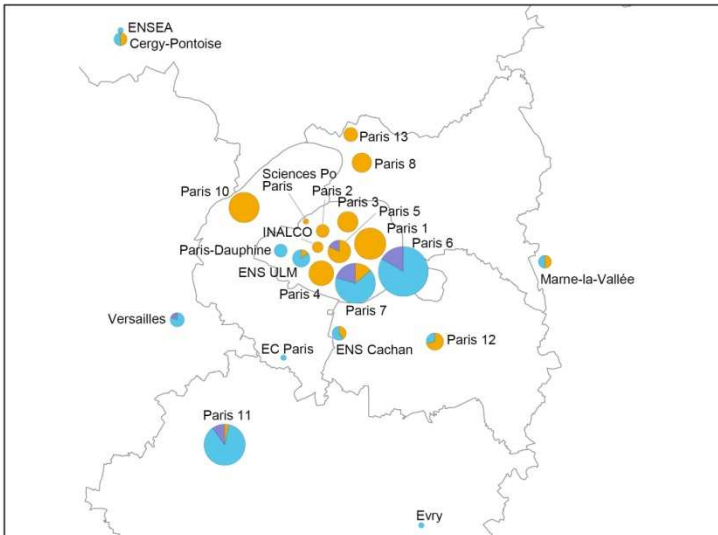 ENSEA
Cergy-Pontoise
Paris 13
Paris 8
Sciences Po
Paris
Paris 2
Paris 3
Paris 10
Paris 5
INALCO
Paris 1
Paris-Dauphine
Paris 6
ENS ULM
Marne-la-Vallée
Paris 4
Paris 7
Versailles
EC Paris
ENS Cachan
Paris 12
Paris 11
Evry